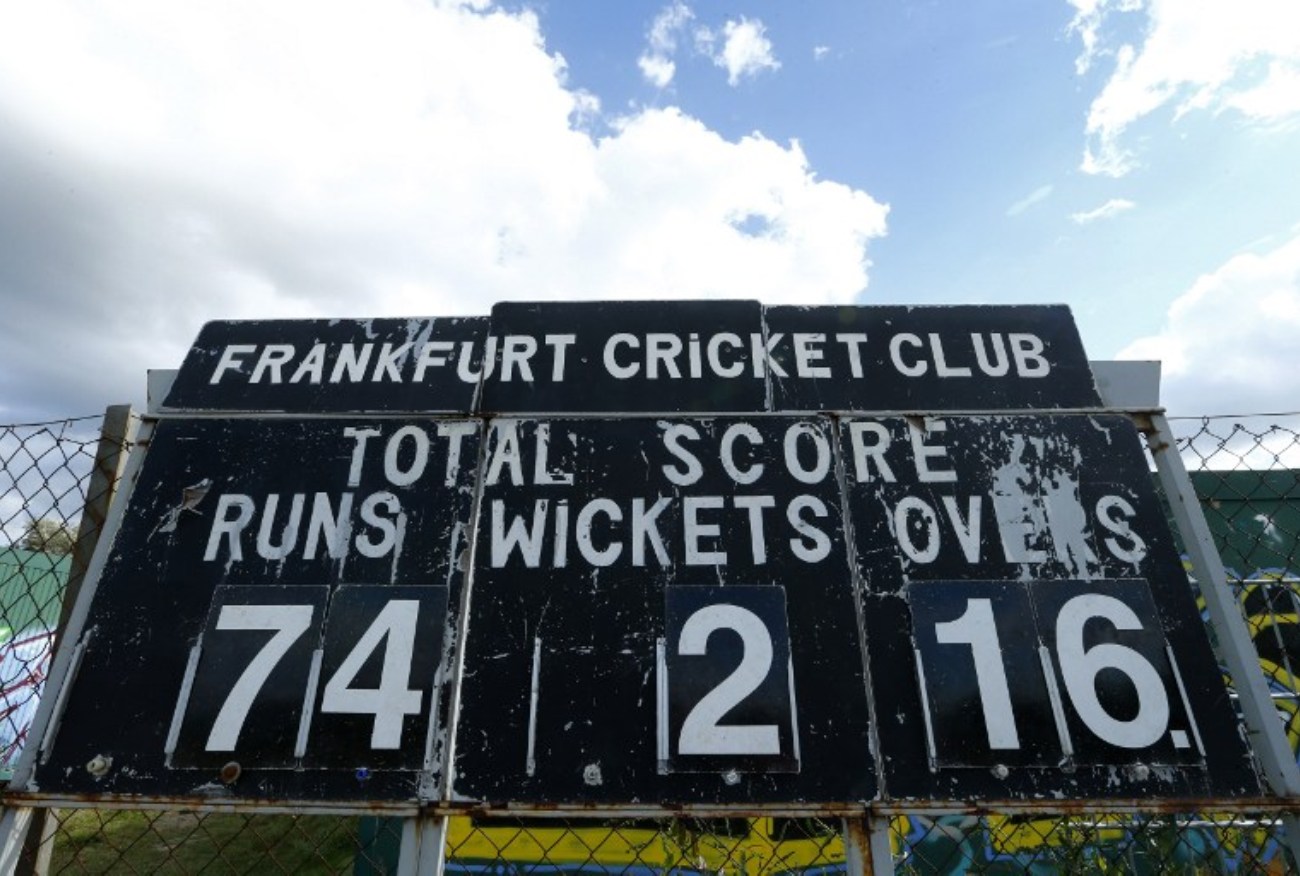 FRANKFURT CRiCKET CLUB
TOTAL SCORE
RUNS WiCKETS OVERS
74 2 16.